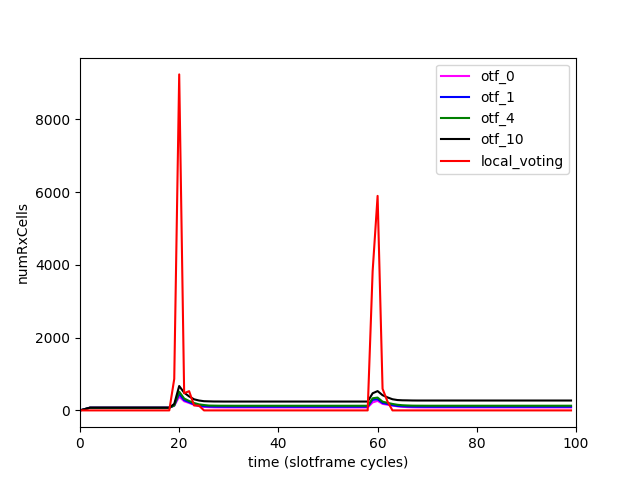 otf_0
otf_1
otf_4
otf_10
local_voting
numRxCells
8000
6000
4000
2000
0
0 20 40 60 80 100
time (slotframe cycles)